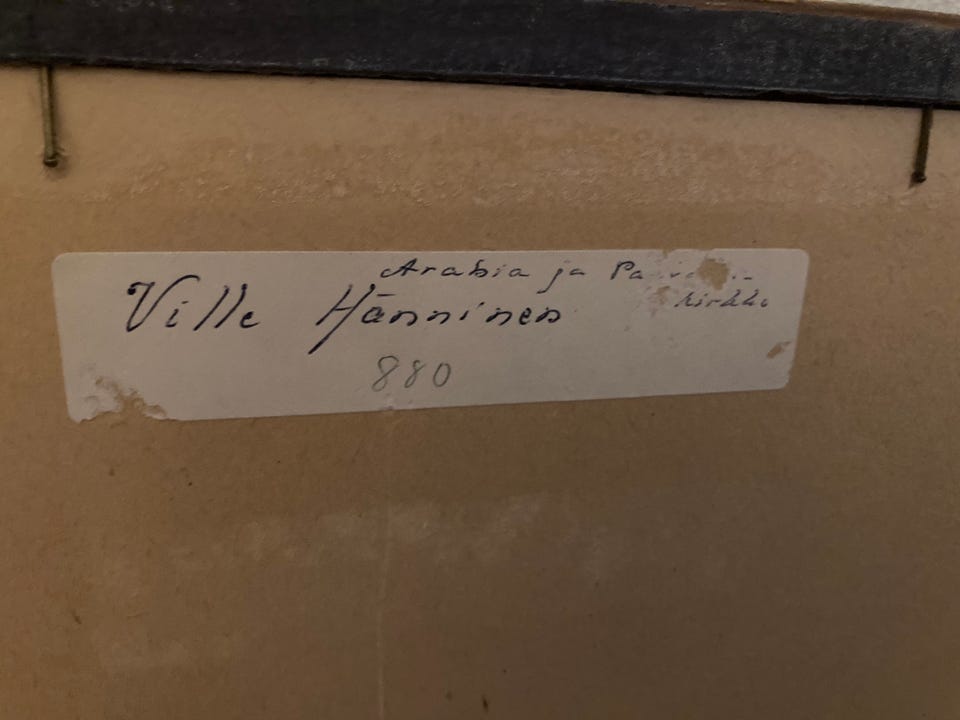 Arabia ja
Ville Hänninen kirkko
880